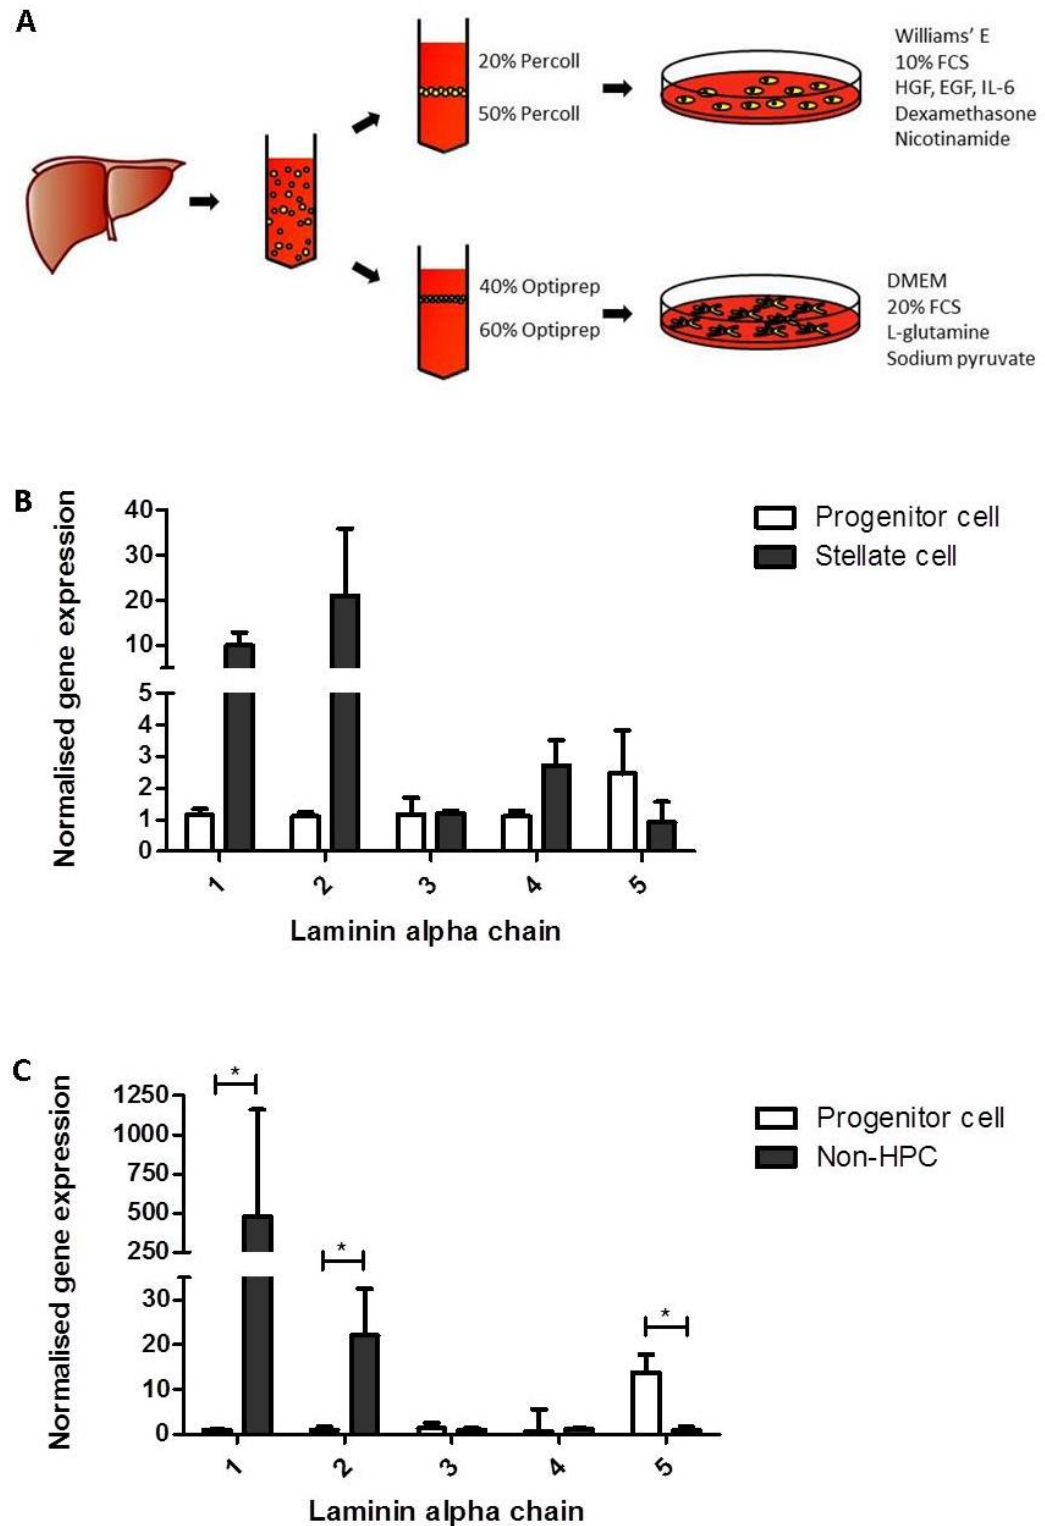 A
20% Percoll
50% Percoll
Williams’ E
10% FCS
HGF, EGF, IL-6
Dexamethasone
Nicotinamide
40% Optiprep
60% Optiprep
DMEM
20% FCS
L-glutamine
Sodium pyruvate
B
Normalised gene expression
40
30
20
10
5
4
3
2
1
0
1 2 3 4 5
Laminin alpha chain
Progenitor cell
Stellate cell
C
Normalised gene expression
1250
1000
750
500
250
30
20
10
0
* * *
1 2 3 4 5
Laminin alpha chain
Progenitor cell
Non-HPC